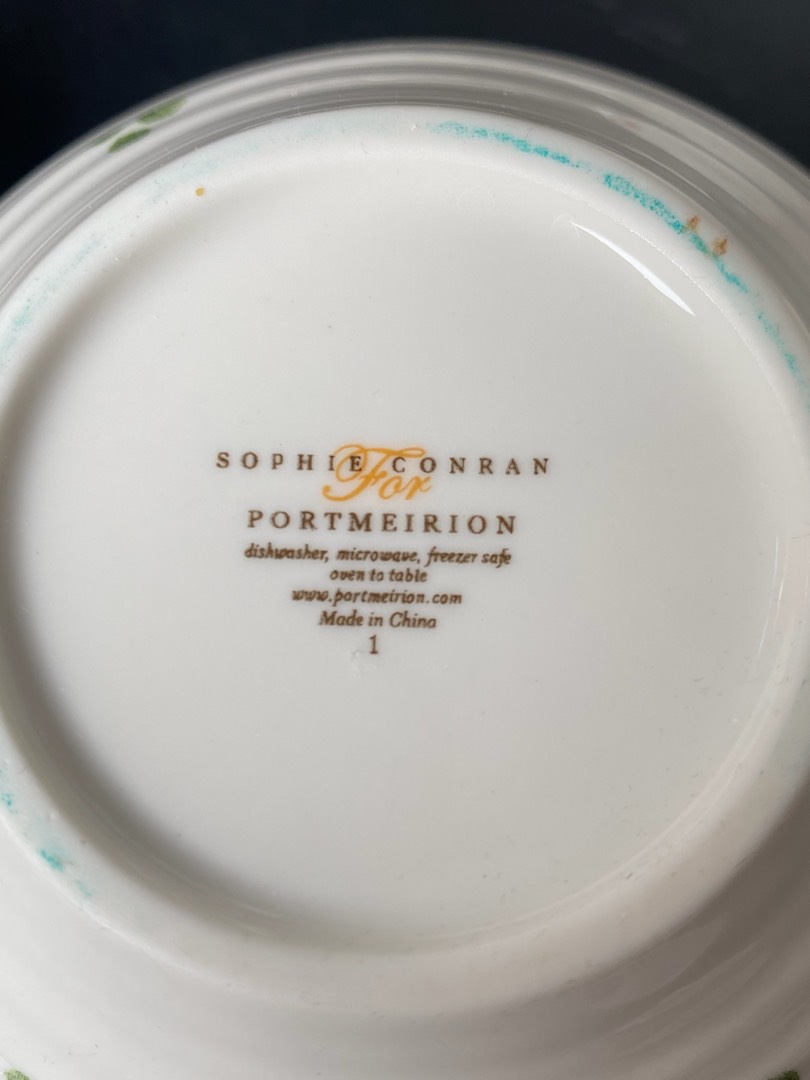 SOPHIE CONRAN
For
PORTMEIRION
dishwasher, microwave, freezer safe
oven to table
www.portmeirion.com
Made in China
1